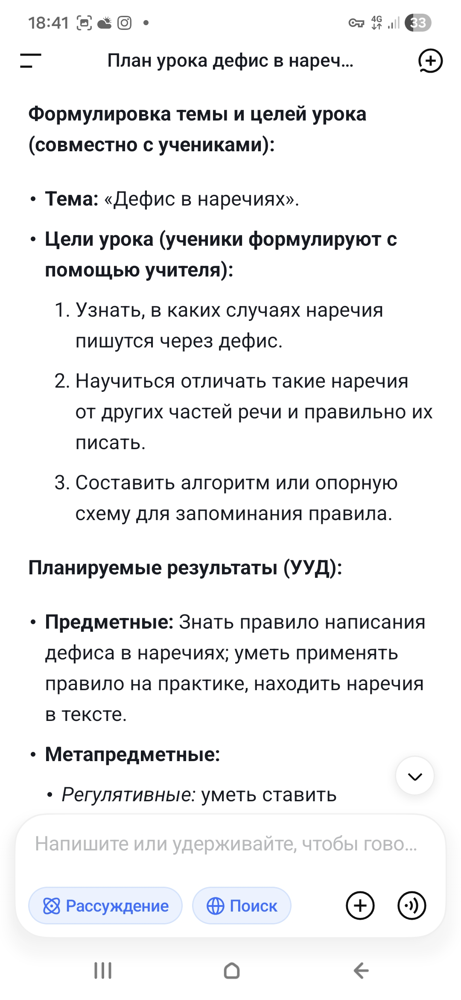 18:41
4G
33
План урока дефис в нареч...
Формулировка темы и целей урока
(совместно с учениками):
• Тема: «Дефис в наречиях».
• Цели урока (ученики формулируют с
помощью учителя):
1. Узнать, в каких случаях наречия
пишутся через дефис.
2. Научиться отличать такие наречия
от других частей речи и правильно их
писать.
3. Составить алгоритм или опорную
схему для запоминания правила.
Планируемые результаты (УУД):
• Предметные: Знать правило написания
дефиса в наречиях; уметь применять
правило на практике, находить наречия
в тексте.
• Метапредметные:
• Регулятивные: уметь ставить
Напишите или удерживайте, чтобы гово...
Рассуждение
Поиск